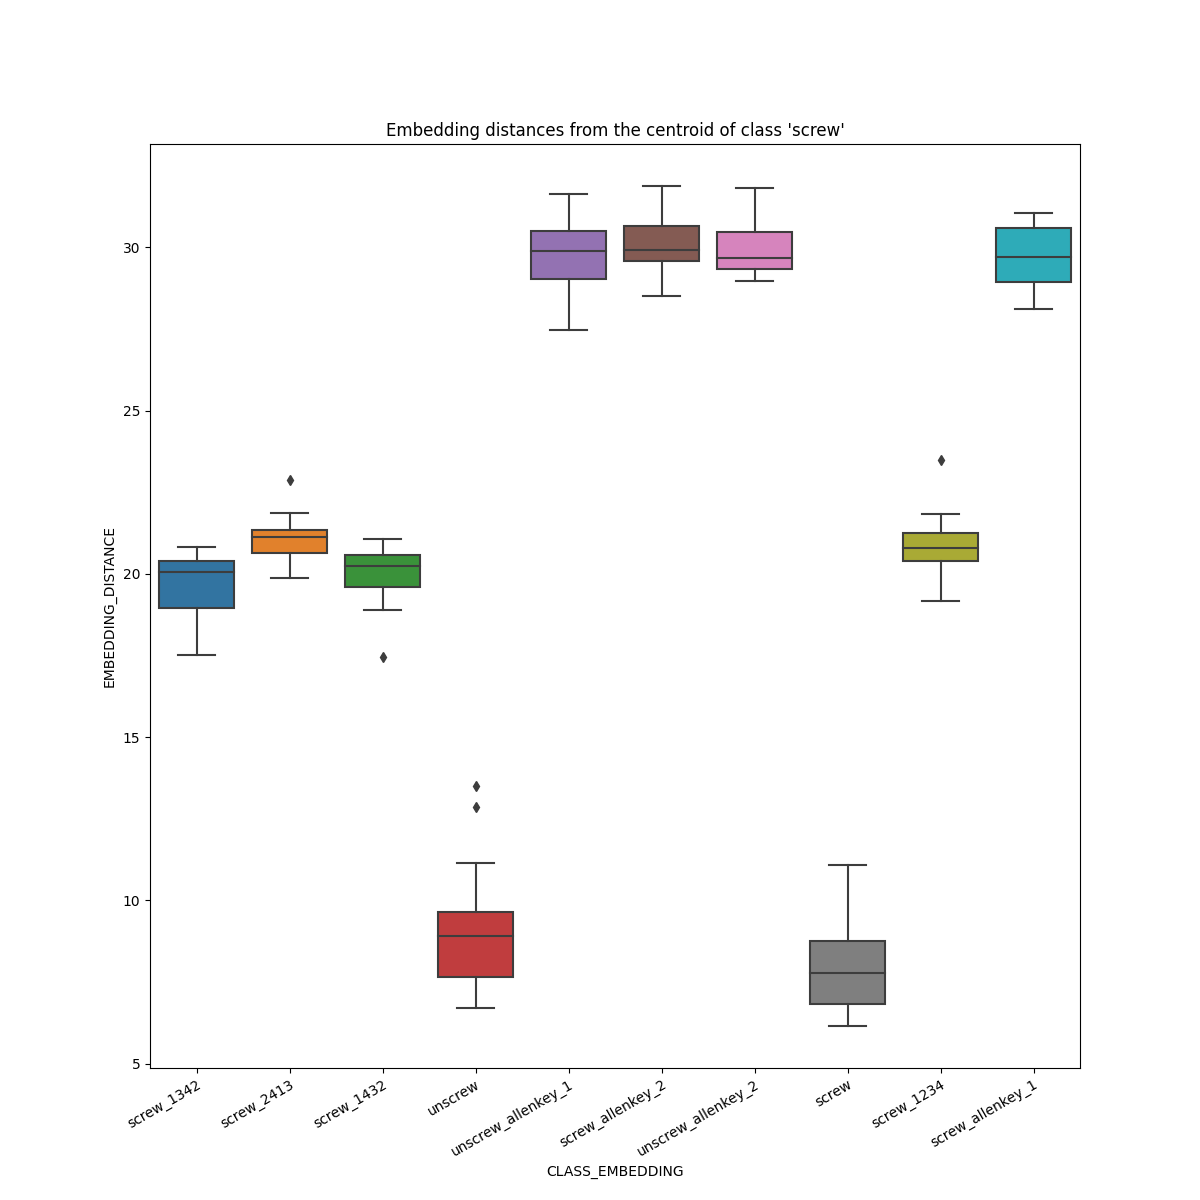 Embedding distances from the centroid of class 'screw'
EMBEDDING_DISTANCE
30
25
20
15
10
5
screw_1342
screw_2413
screw_1432
unscrew
unscrew_allenkey_1
screw_allenkey_2
unscrew_allenkey_2
screw
screw_1234
screw_allenkey_1
CLASS_EMBEDDING